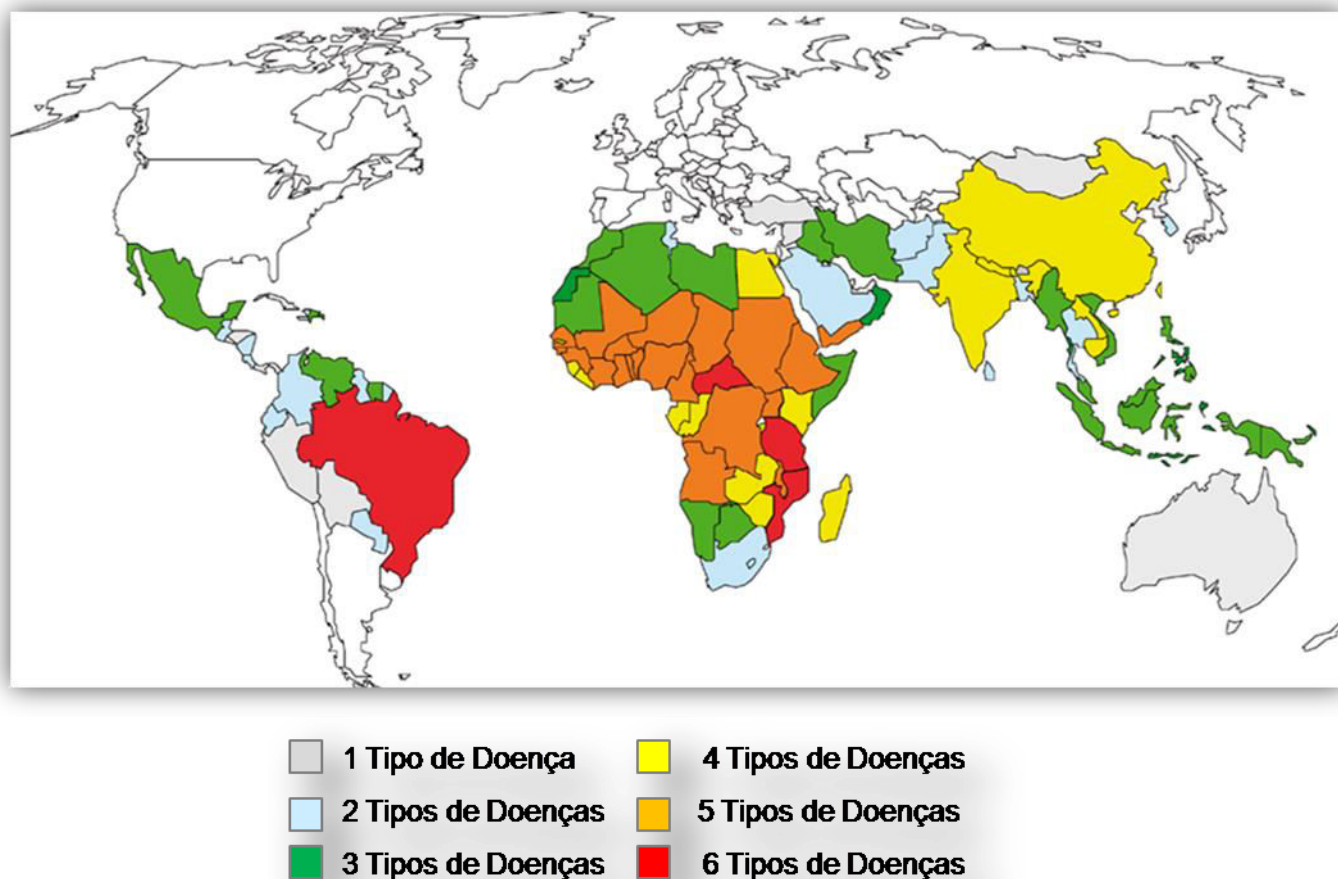 1 Tipo de Doença
2 Tipos de Doenças
3 Tipos de Doenças
4 Tipos de Doenças
5 Tipos de Doenças
6 Tipos de Doenças